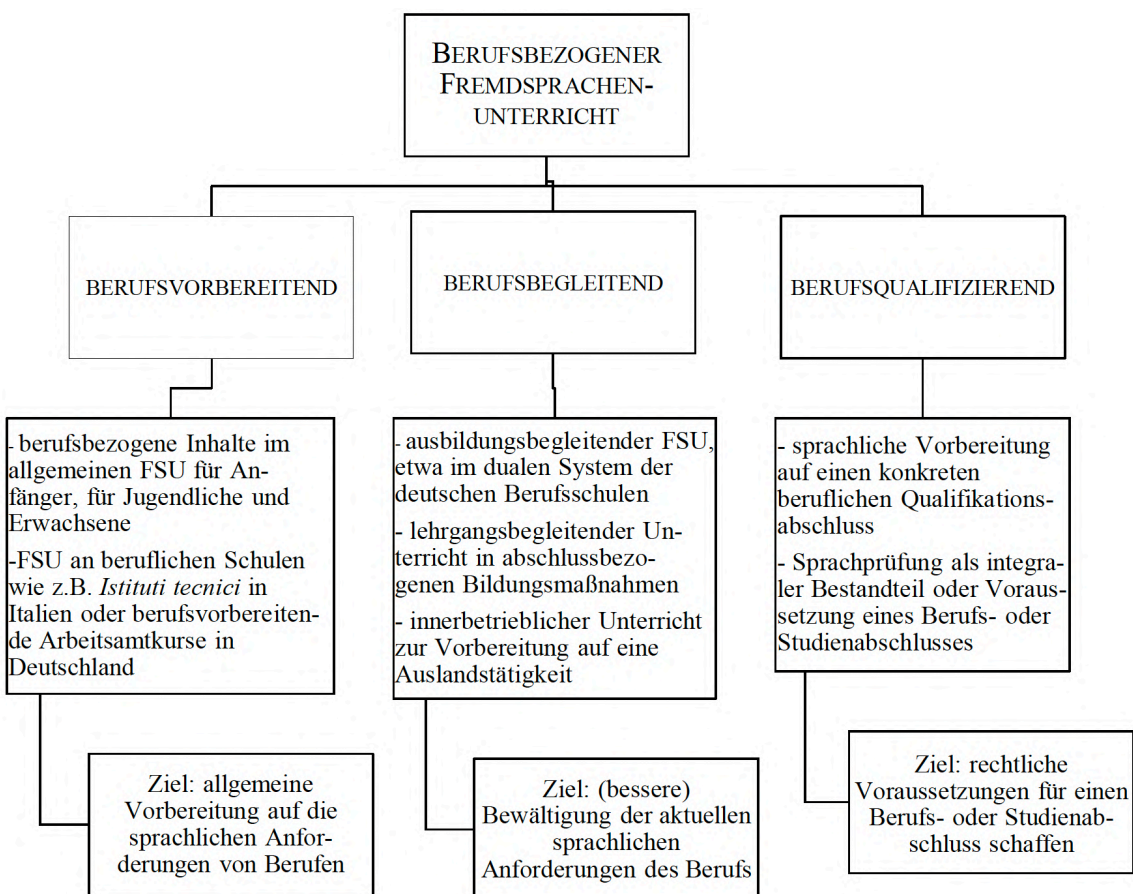 BERUFSBEZOGENER
FREMDSPRACHEN-
UNTERRICHT
BERUFSVORBEREITEND
BERUFSBEGLEITEND
BERUFSQUALIFIZIEREND
- berufsbezogene Inhalte im
allgemeinen FSU für An-
fänger, für Jugendliche und
Erwachsene
-FSU an beruflichen Schulen
wie z.B. Istituti tecnici in
Italien oder berufsvorbereiten-
de Arbeitsamtkurse in
Deutschland
- ausbildungsbegleitender FSU,
etwa im dualen System der
deutschen Berufsschulen
- lehrgangsbegleitender Un-
terricht in abschlussbezo-
genen Bildungsmaßnahmen
- innerbetrieblicher Unterricht
zur Vorbereitung auf eine
Auslandstätigkeit
- sprachliche Vorbereitung
auf einen konkreten
beruflichen Qualifikations-
abschluss
- Sprachprüfung als integra-
ler Bestandteil oder Voraus-
setzung eines Berufs- oder
Studienabschlusses
Ziel: allgemeine
Vorbereitung auf die
sprachlichen Anfor-
derungen von Berufen
Ziel: (bessere)
Bewältigung der aktuellen
sprachlichen
Anforderungen des Berufs
Ziel: rechtliche
Voraussetzungen für einen
Berufs- oder Studienab-
schluss schaffen